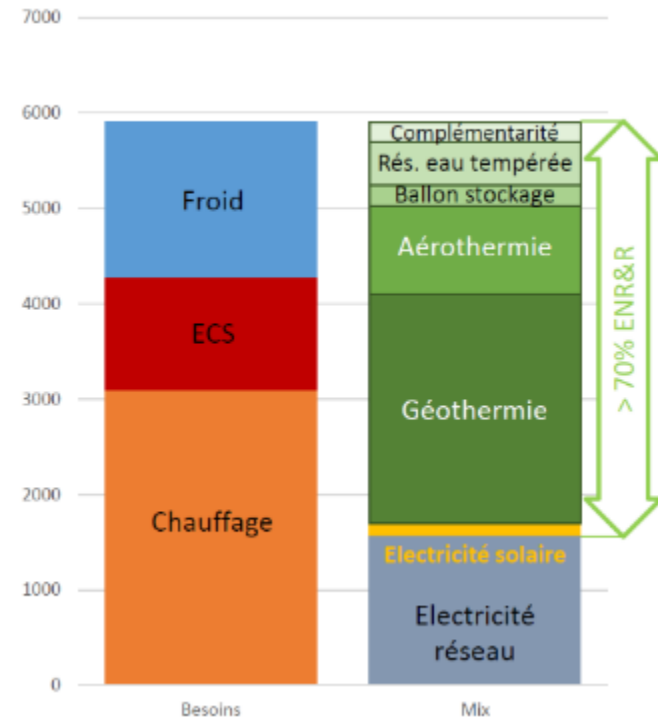 7000
6000
5000
4000
3000
2000
1000
0
Froid
ECS
Chauffage
Complémentarité
Rés. eau tempérée
Ballon stockage
Aérothermie
Géothermie
Electricité solaire
Electricité
réseau
> 70% ENR&R
Besoins
Mix